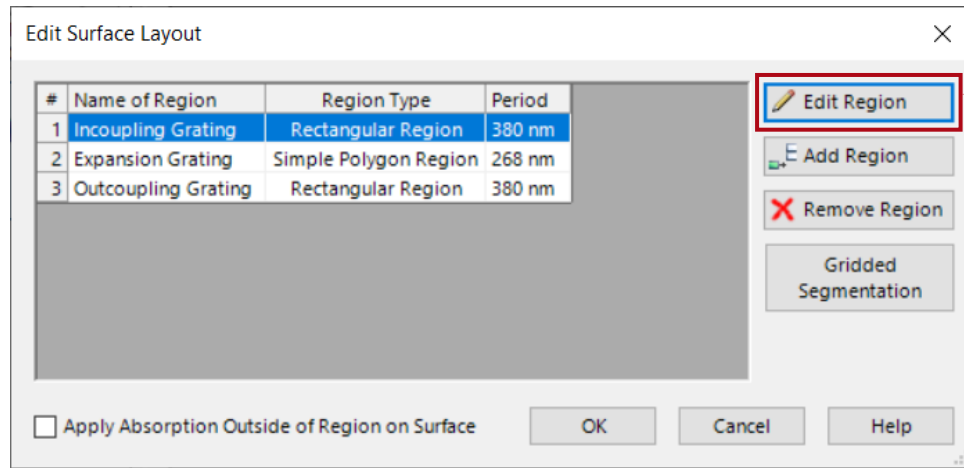 Edit Surface Layout
# Name of Region Region Type Period
1 Incoupling Grating Rectangular Region 380 nm
2 Expansion Grating Simple Polygon Region 268 nm
3 Outcoupling Grating Rectangular Region 380 nm
Edit Region
Add Region
Remove Region
Gridded
Segmentation
Apply Absorption Outside of Region on Surface
OK
Cancel
Help